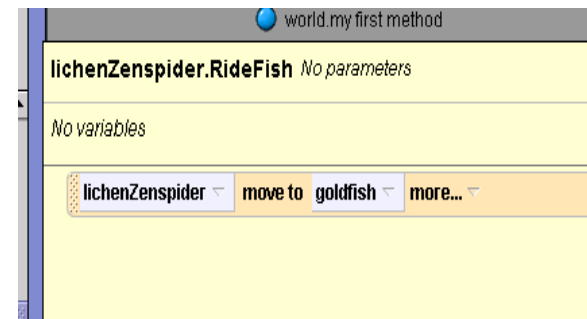 world.my first method
lichenZenspider.RideFish No parameters
No variables
lichenZenspider move to goldfish more...